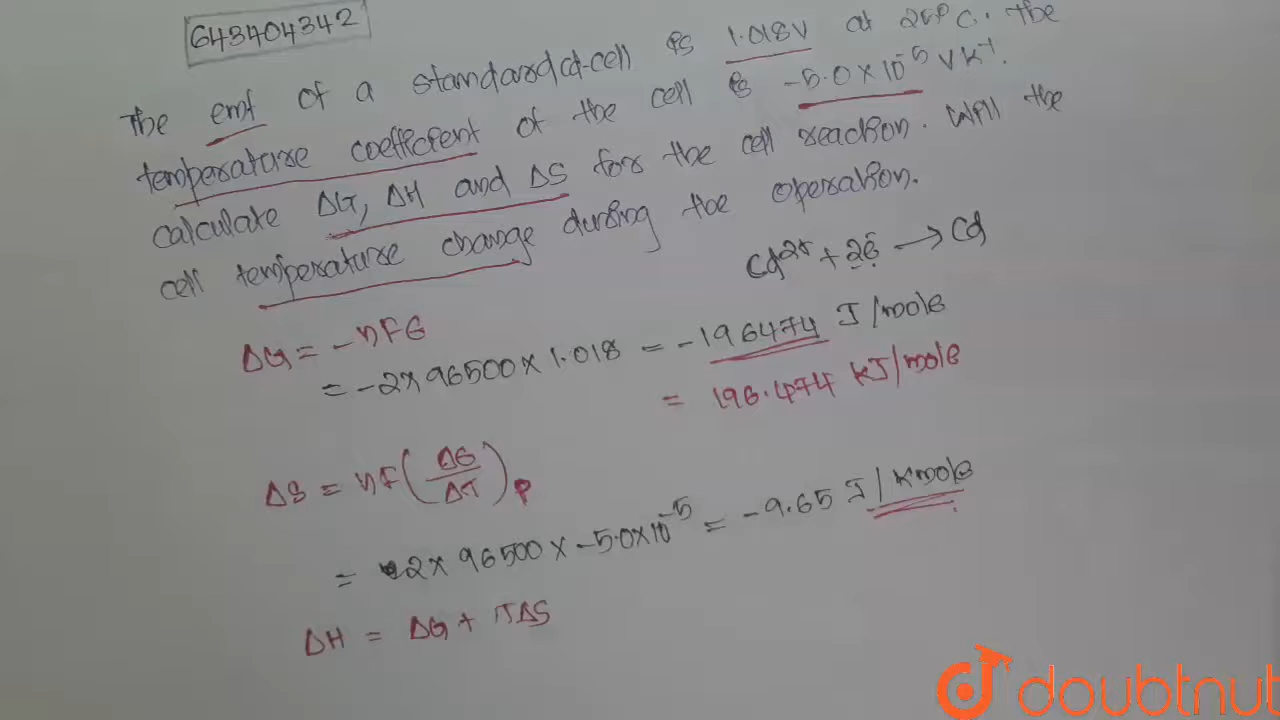 643404342
The emf of a standard cd-cell is 1.018V at 25°C. The
temperature coefficient of the cell is -5.0×10⁻⁵ VK⁻¹.
calculate ΔG, ΔH and ΔS for the cell reaction. Will the
cell temperature change during the operation.
Cd²⁺ + 2ē → Cd
ΔG = -nFE
= -2×96500×1.018 = -196474 J/mole
= 196.474 KJ/mole
ΔS = nF(ΔE/ΔT)P
= 2×96500×-5.0×10⁻⁵ = -9.65 J/Kmole
ΔH = ΔG + TΔS
doubtnut